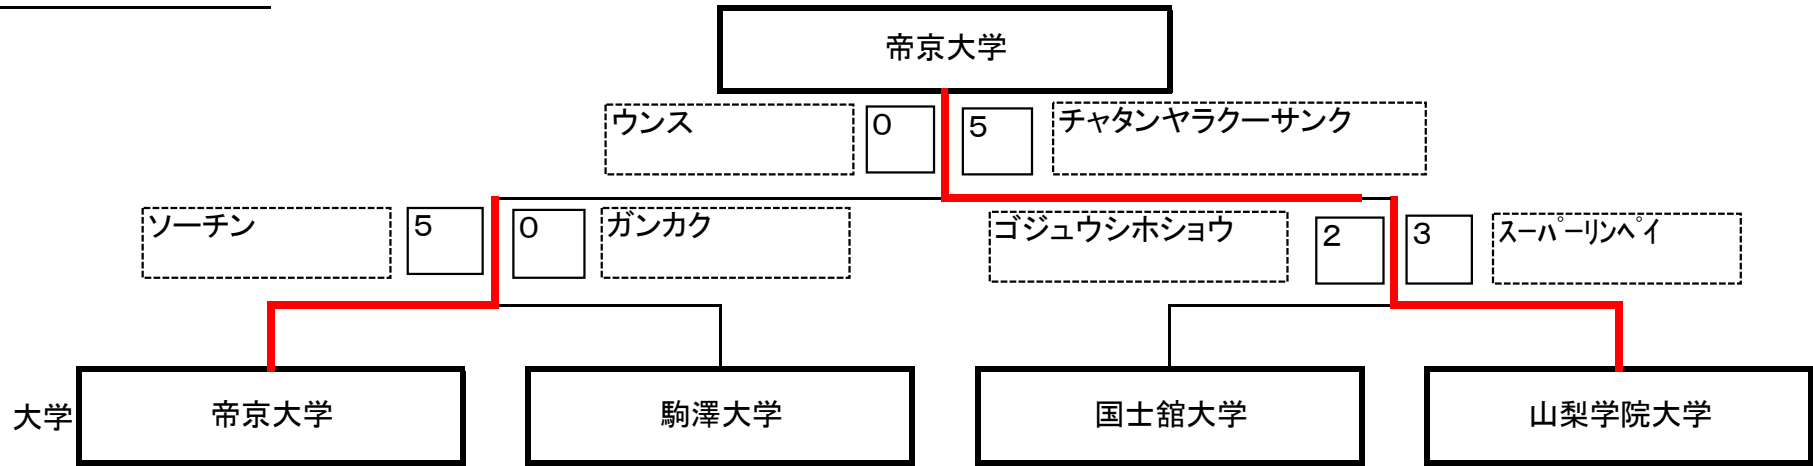 帝京大学
ウンス
0
5
チャタンヤラクーサンク
ソーチン
5
0
ガンカク
ゴジュウシホショウ
2
3
スーパーリンペイ
大学
帝京大学
駒澤大学
国士舘大学
山梨学院大学